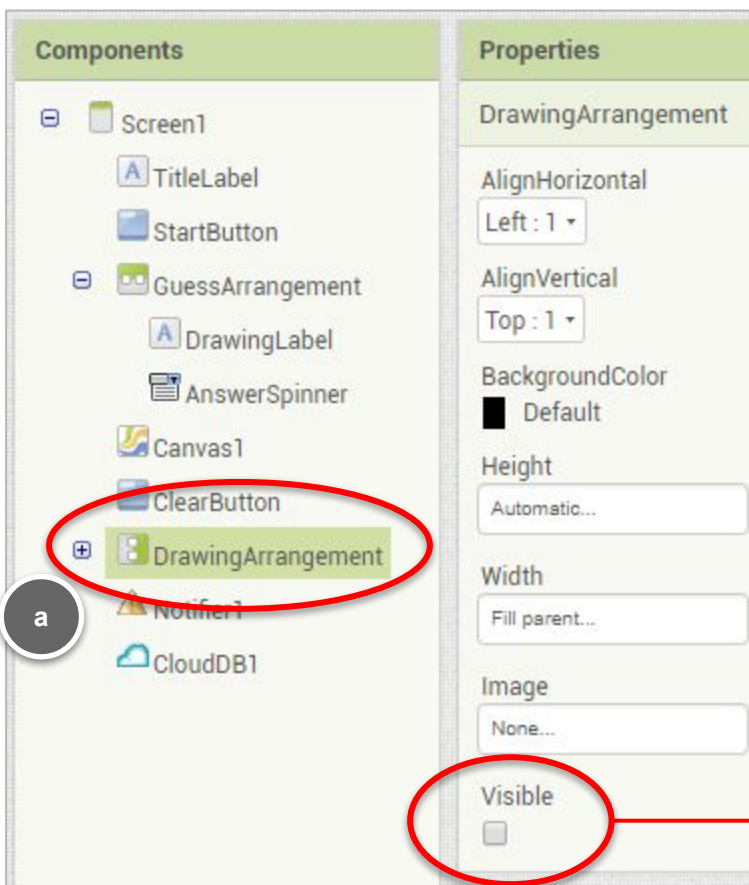 Components
Screen1
A TitleLabel
StartButton
GuessArrangement
A DrawingLabel
AnswerSpinner
Canvas1
ClearButton
DrawingArrangement
a
Notifier1
CloudDB1
Properties
DrawingArrangement
AlignHorizontal
Left : 1
AlignVertical
Top : 1
BackgroundColor
Default
Height
Automatic...
Width
Fill parent...
Image
None...
Visible